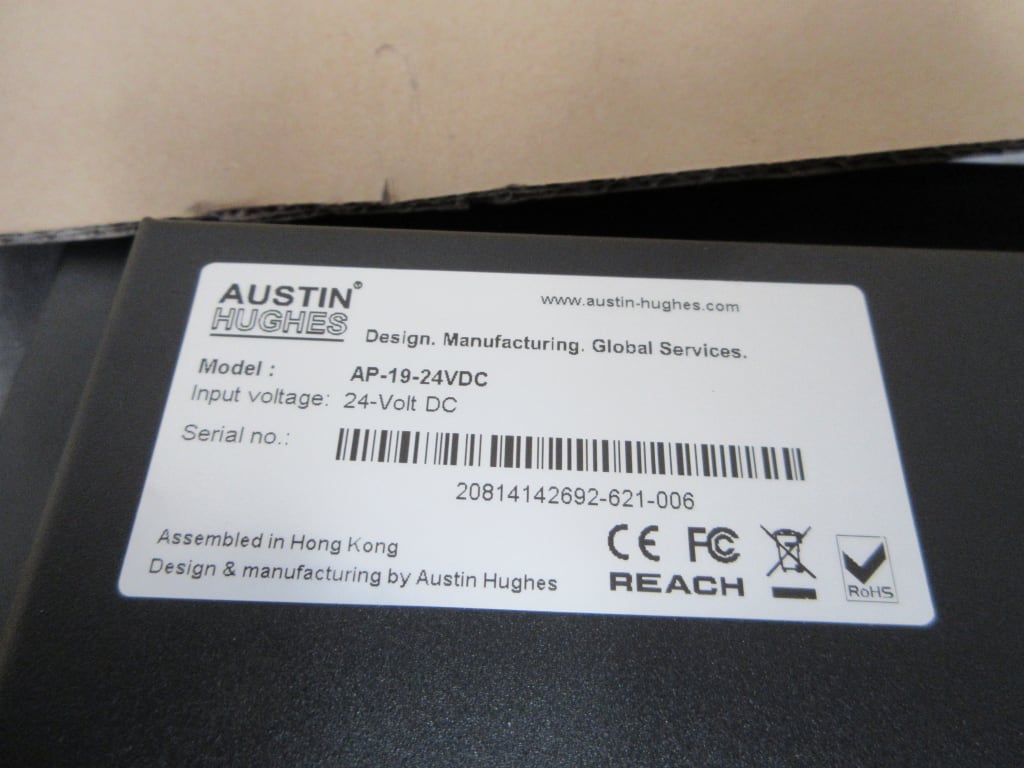 AUSTIN®
HUGHES
www.austin-hughes.com
Design. Manufacturing. Global Services.
Model : AP-19-24VDC
Input voltage: 24-Volt DC
Serial no.:
20814142692-621-006
Assembled in Hong Kong
Design & manufacturing by Austin Hughes
CE FC
REACH
RoHS